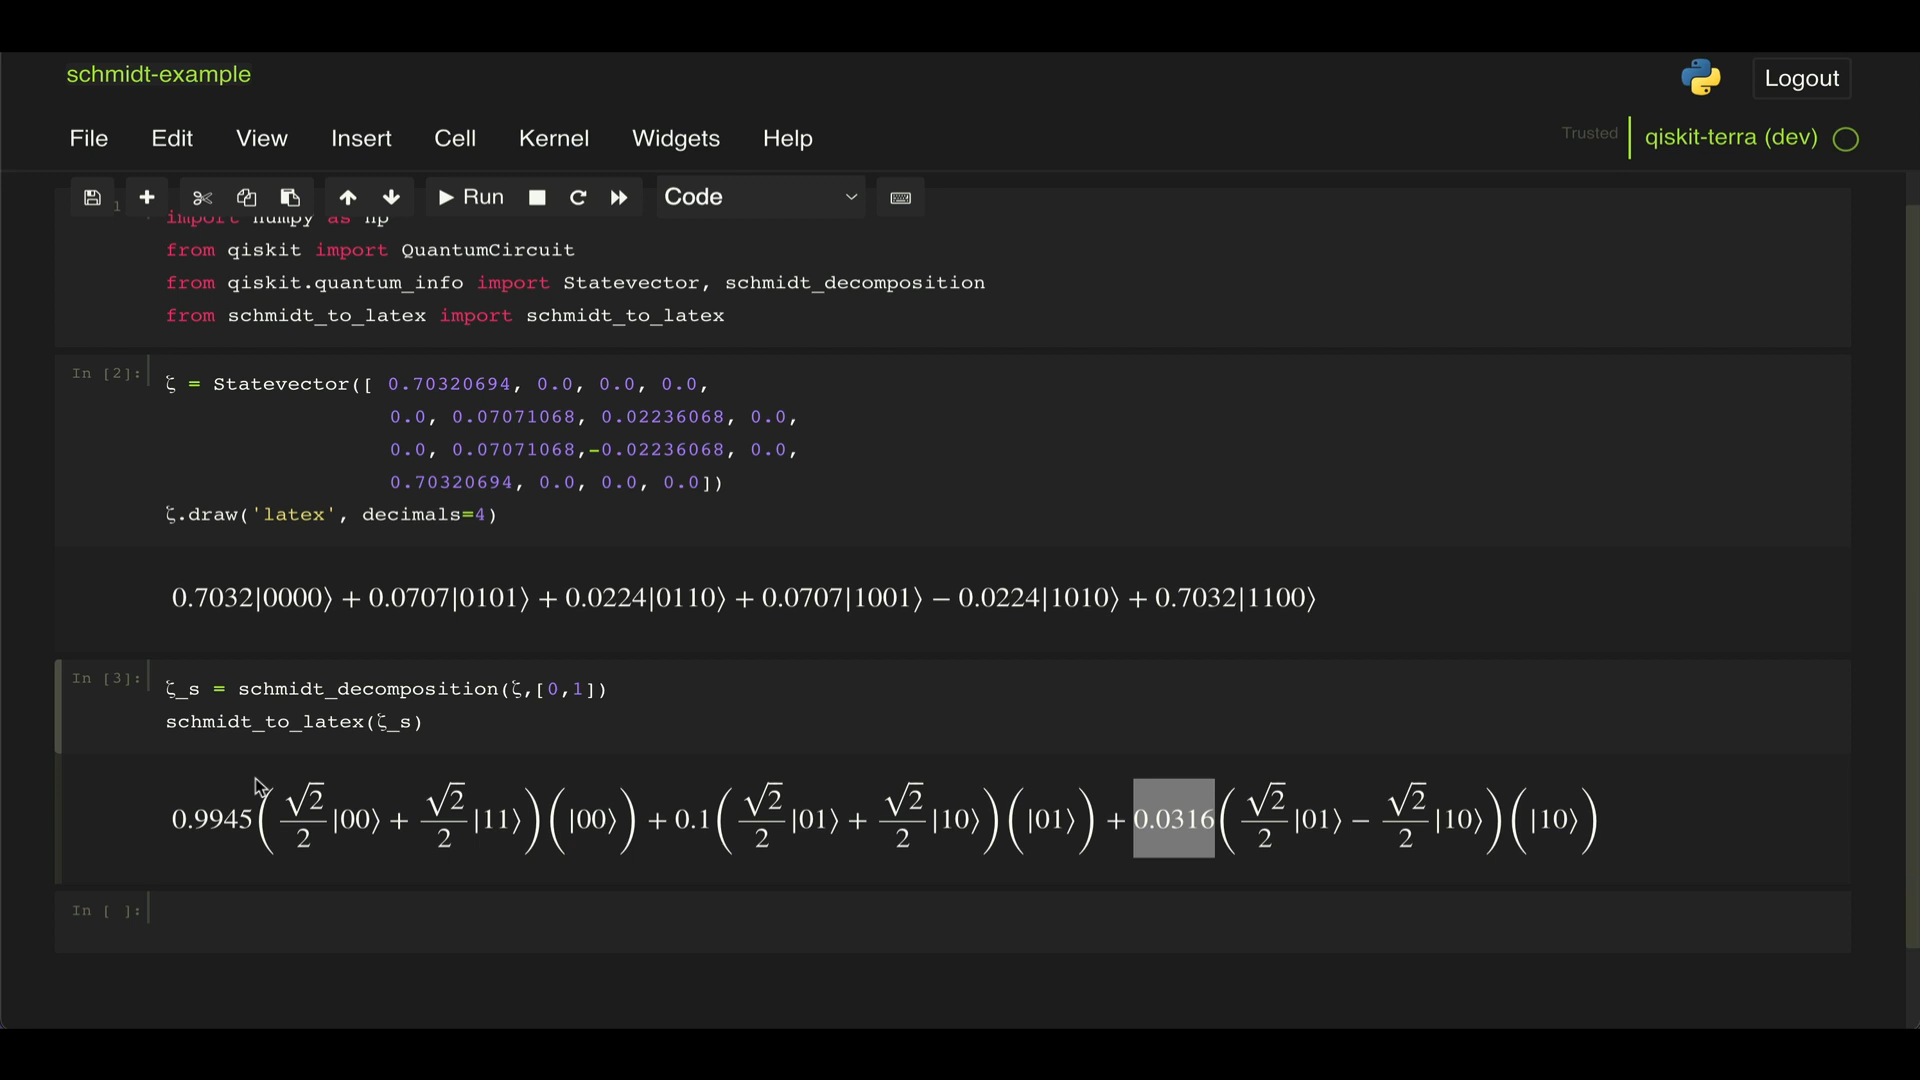 schmidt-example
Logout
File Edit View Insert Cell Kernel Widgets Help
Trusted qiskit-terra (dev)
Run Code
1
import numpy as np
from qiskit import QuantumCircuit
from qiskit.quantum_info import Statevector, schmidt_decomposition
from schmidt_to_latex import schmidt_to_latex
In [2]:
ζ = Statevector([ 0.70320694, 0.0, 0.0, 0.0,
0.0, 0.07071068, 0.02236068, 0.0,
0.0, 0.07071068,-0.02236068, 0.0,
0.70320694, 0.0, 0.0, 0.0])
ζ.draw('latex', decimals=4)
0.7032|0000⟩ + 0.0707|0101⟩ + 0.0224|0110⟩ + 0.0707|1001⟩ − 0.0224|1010⟩ + 0.7032|1100⟩
In [3]:
ζ_s = schmidt_decomposition(ζ,[0,1])
schmidt_to_latex(ζ_s)
0.9945(√2/2|00⟩ + √2/2|11⟩)(|00⟩) + 0.1(√2/2|01⟩ + √2/2|10⟩)(|01⟩) + 0.0316(√2/2|01⟩ − √2/2|10⟩)(|10⟩)
In [ ]: